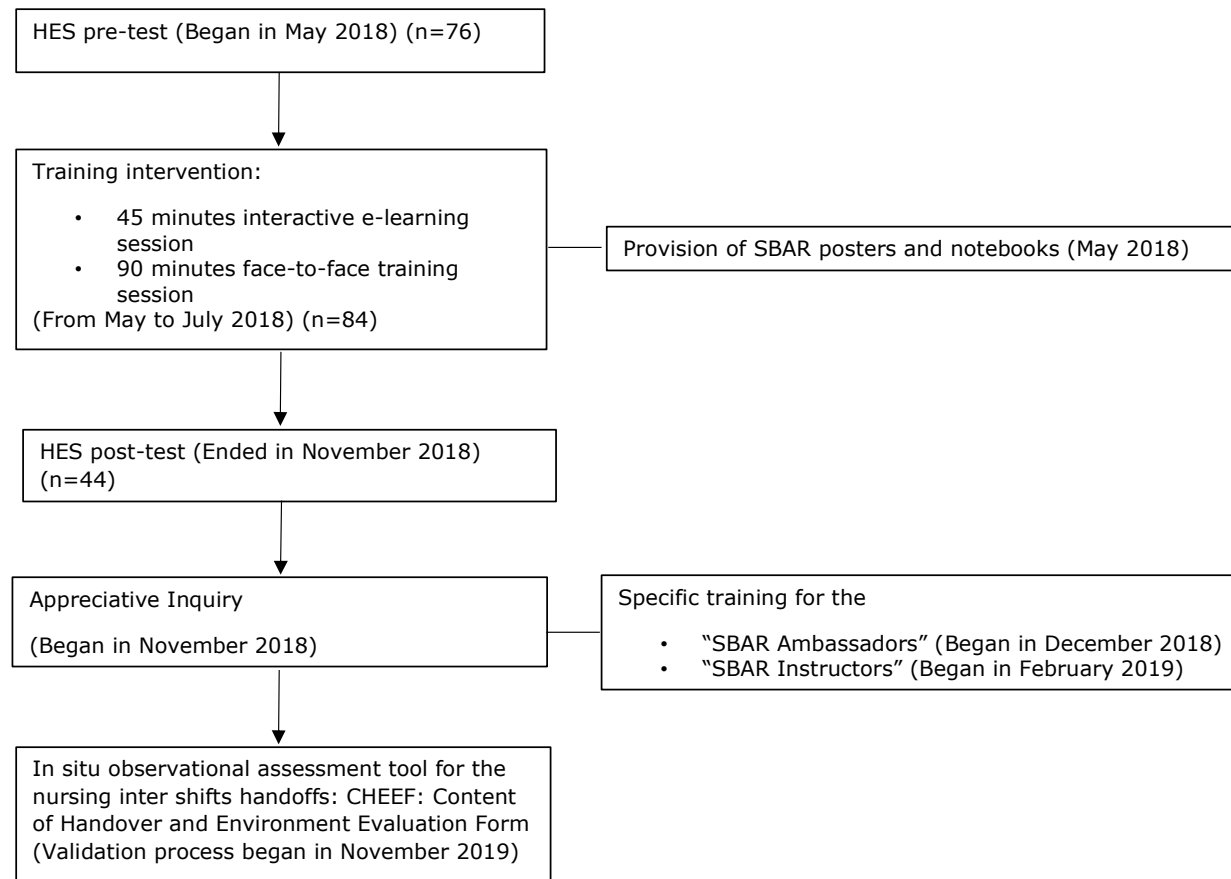 HES pre-test (Began in May 2018) (n=76)
Training intervention:
• 45 minutes interactive e-learning
session
• 90 minutes face-to-face training
session
(From May to July 2018) (n=84)
Provision of SBAR posters and notebooks (May 2018)
HES post-test (Ended in November 2018)
(n=44)
Appreciative Inquiry
(Began in November 2018)
Specific training for the
• “SBAR Ambassadors” (Began in December 2018)
• “SBAR Instructors” (Began in February 2019)
In situ observational assessment tool for the
nursing inter shifts handoffs: CHEEF: Content
of Handover and Environment Evaluation Form
(Validation process began in November 2019)